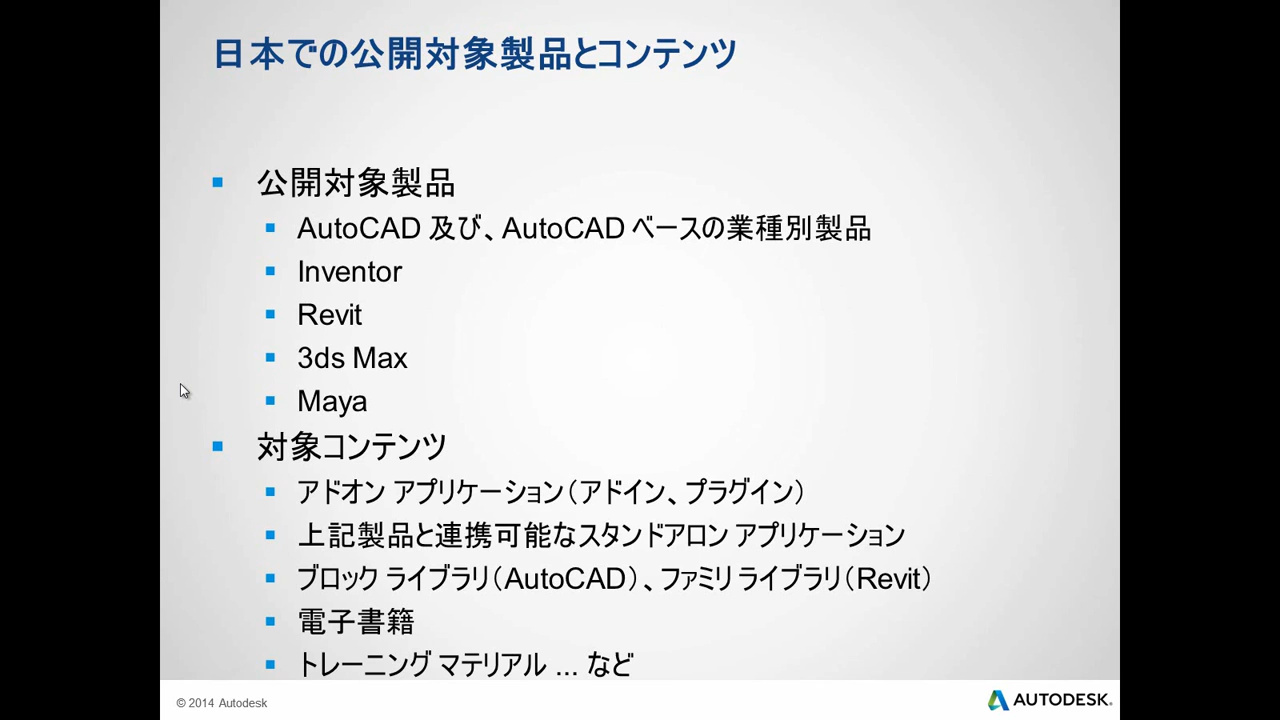 日本での公開対象製品とコンテンツ
公開対象製品
AutoCAD 及び、AutoCAD ベースの業種別製品
Inventor
Revit
3ds Max
Maya
対象コンテンツ
アドオン アプリケーション（アドイン、プラグイン）
上記製品と連携可能なスタンドアロン アプリケーション
ブロック ライブラリ（AutoCAD）、ファミリ ライブラリ（Revit）
電子書籍
トレーニング マテリアル ... など
© 2014 Autodesk
AUTODESK.